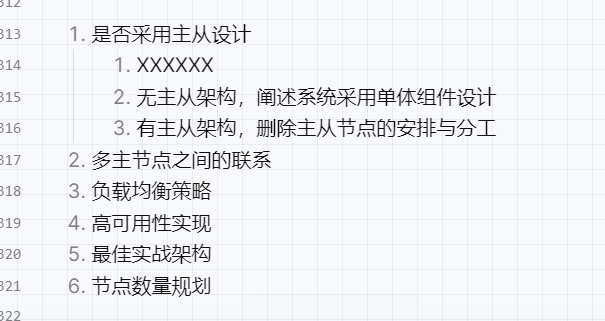 312
313 1. 是否采用主从设计
314 1. XXXXXX
315 2. 无主从架构，阐述系统采用单体组件设计
316 3. 有主从架构，删除主从节点的安排与分工
317 2. 多主节点之间的联系
318 3. 负载均衡策略
319 4. 高可用性实现
320 5. 最佳实战架构
321 6. 节点数量规划
322